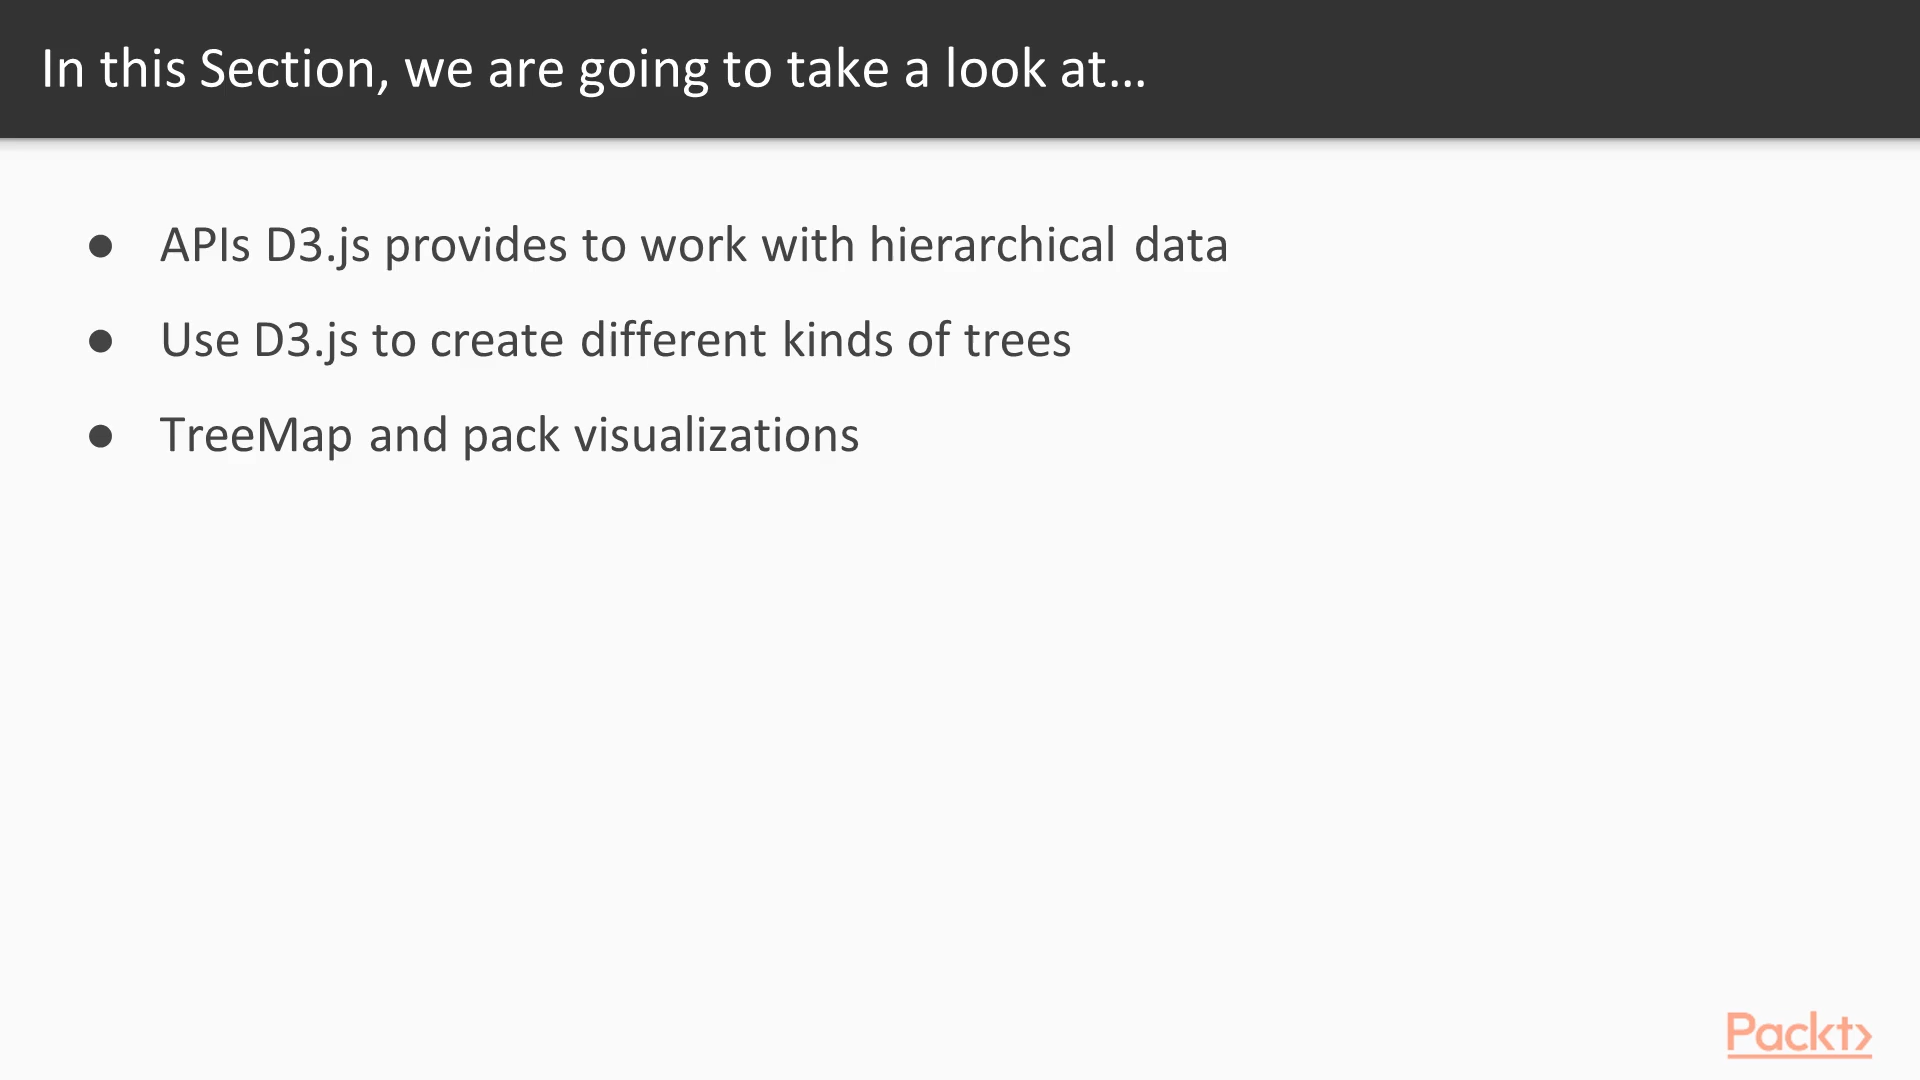 In this Section, we are going to take a look at...
● APIs D3.js provides to work with hierarchical data
● Use D3.js to create different kinds of trees
● TreeMap and pack visualizations
Packt>